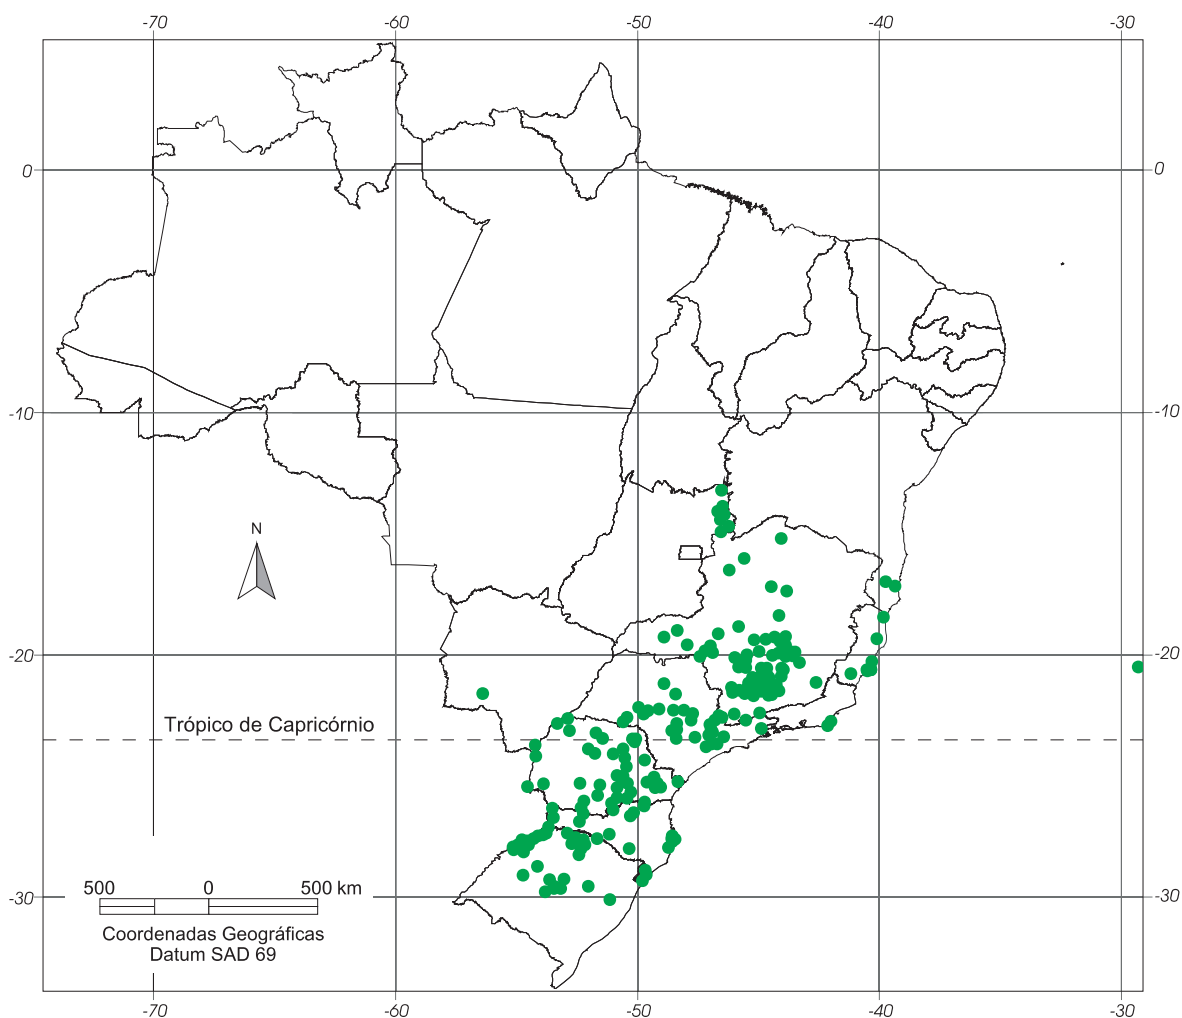 -70 -60 -50 -40 -30
0 0
-10 -10
N
-20 -20
Trópico de Capricórnio
500 0 500 km
-30 -30
Coordenadas Geográficas
Datum SAD 69
-70 -60 -50 -40 -30